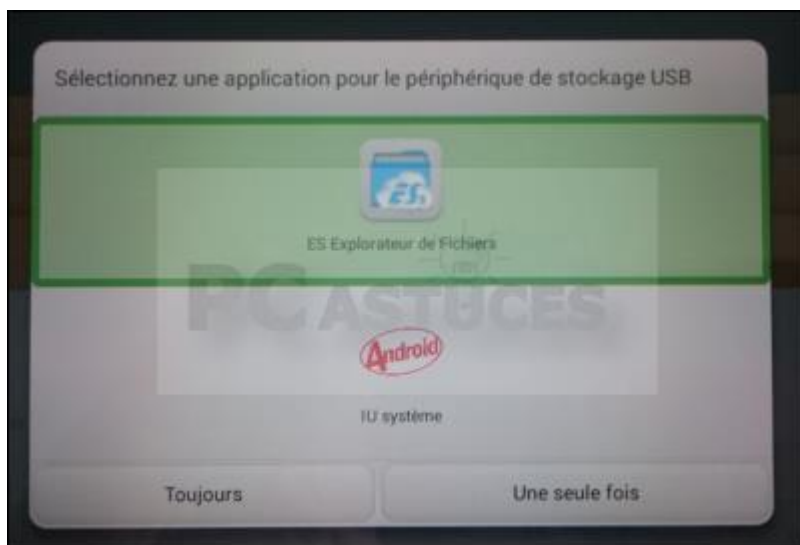 Sélectionnez une application pour le périphérique de stockage USB
ES
ES Explorateur de Fichiers
PC ASTUCES
Android
IU système
Toujours
Une seule fois